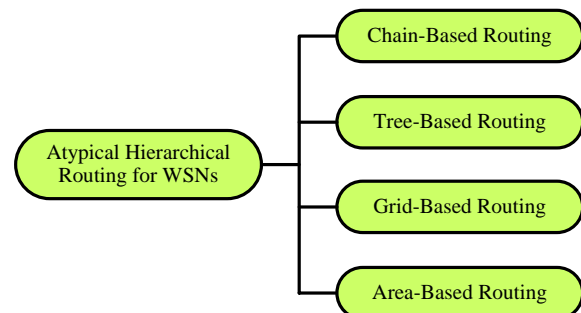 Chain-Based Routing
Tree-Based Routing
Atypical Hierarchical
Routing for WSNs
Grid-Based Routing
Area-Based Routing